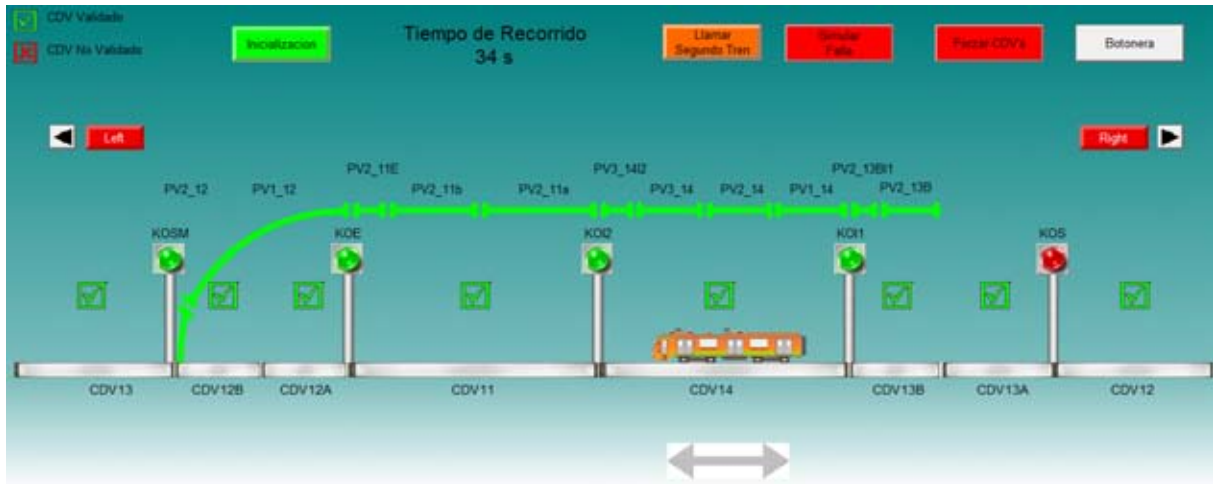 CDV Validado
CDV No Validado
Inicializacion
Tiempo de Recorrido
34 s
Llamar
Segundo Tren
Simular
Falla
Forzar CDV's
Botonera
Left
Right
PV2_11E
PV3_14I2
PV2_13BI1
PV2_12
PV1_12
PV2_11b
PV2_11a
PV3_14
PV2_14
PV1_14
PV2_13B
KOSM
KOE
KOI2
KOI1
KOS
CDV13
CDV12B
CDV12A
CDV11
CDV14
CDV13B
CDV13A
CDV12